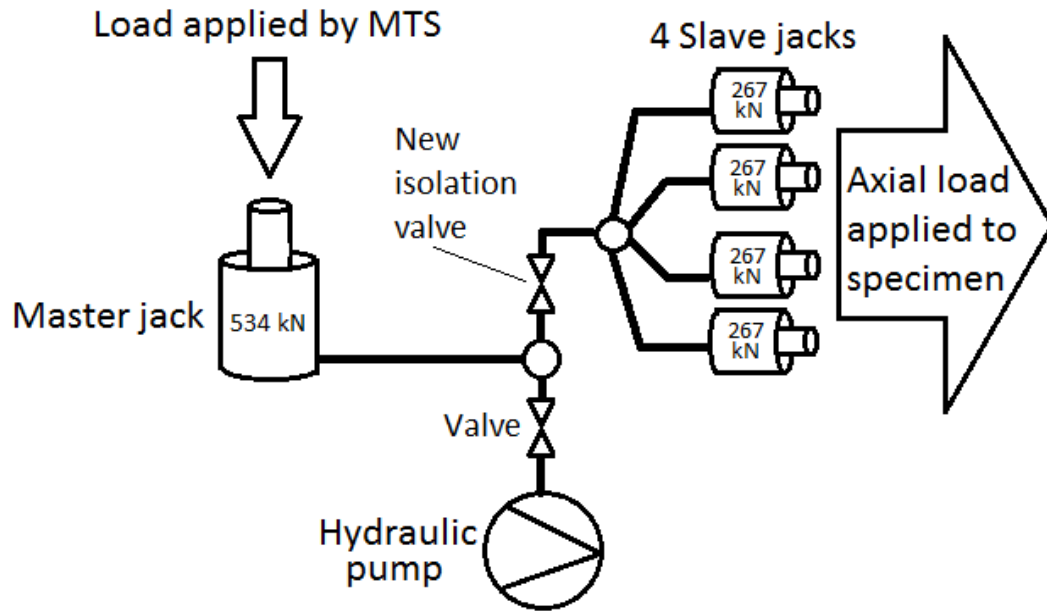 Load applied by MTS
4 Slave jacks
New
isolation
valve
267
kN
267
kN
267
kN
267
kN
Axial load
applied to
specimen
Master jack
534 kN
Valve
Hydraulic
pump